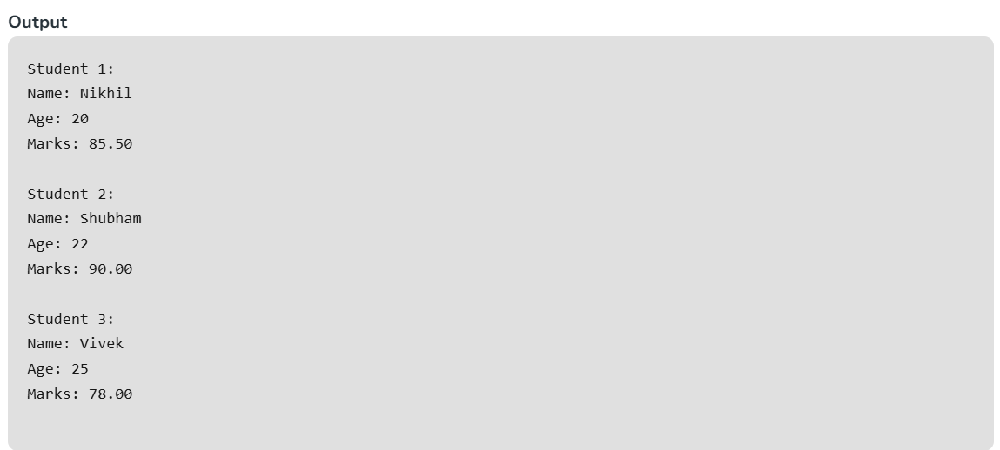 Output
Student 1:
Name: Nikhil
Age: 20
Marks: 85.50
Student 2:
Name: Shubham
Age: 22
Marks: 90.00
Student 3:
Name: Vivek
Age: 25
Marks: 78.00